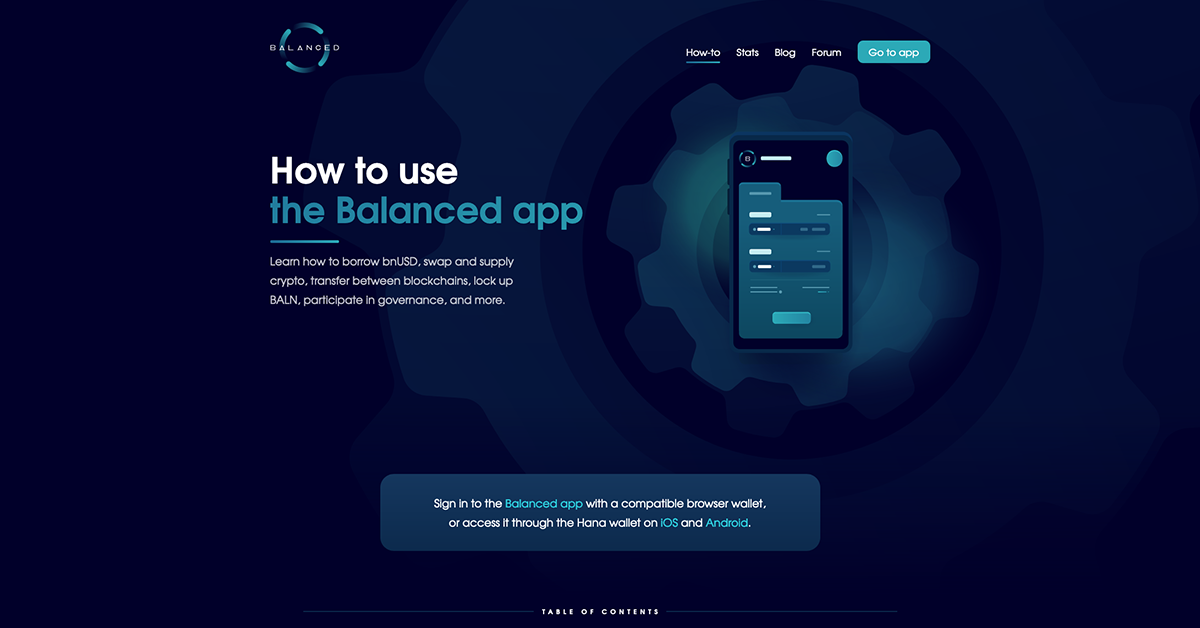 BALANCED
How-to
Stats
Blog
Forum
Go to app
How to use
the Balanced app
Learn how to borrow bnUSD, swap and supply
crypto, transfer between blockchains, lock up
BALN, participate in governance, and more.
B
Sign in to the Balanced app with a compatible browser wallet,
or access it through the Hana wallet on iOS and Android.
TABLE OF CONTENTS